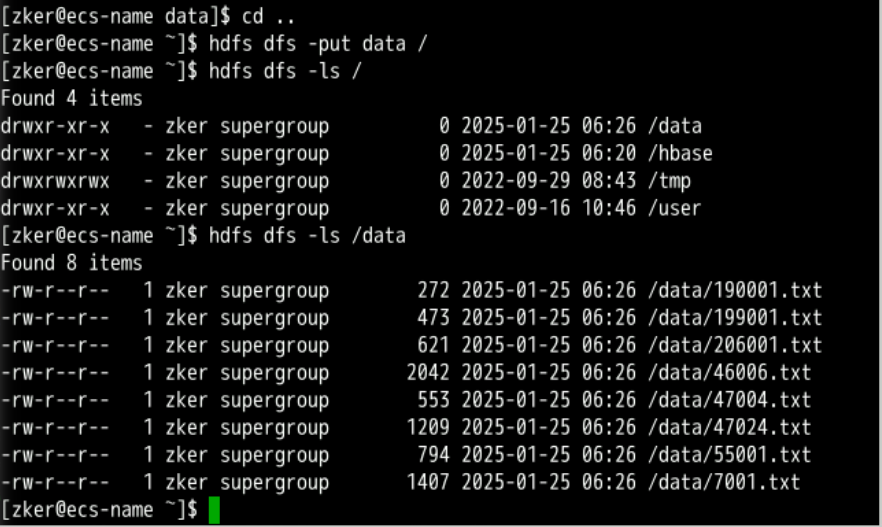 [zker@ecs-name data]$ cd ..
[zker@ecs-name ~]$ hdfs dfs -put data /
[zker@ecs-name ~]$ hdfs dfs -ls /
Found 4 items
drwxr-xr-x   - zker supergroup          0 2025-01-25 06:26 /data
drwxr-xr-x   - zker supergroup          0 2025-01-25 06:20 /hbase
drwxrwxrwx   - zker supergroup          0 2022-09-29 08:43 /tmp
drwxr-xr-x   - zker supergroup          0 2022-09-16 10:46 /user
[zker@ecs-name ~]$ hdfs dfs -ls /data
Found 8 items
-rw-r--r--   1 zker supergroup        272 2025-01-25 06:26 /data/190001.txt
-rw-r--r--   1 zker supergroup        473 2025-01-25 06:26 /data/199001.txt
-rw-r--r--   1 zker supergroup        621 2025-01-25 06:26 /data/206001.txt
-rw-r--r--   1 zker supergroup       2042 2025-01-25 06:26 /data/46006.txt
-rw-r--r--   1 zker supergroup        553 2025-01-25 06:26 /data/47004.txt
-rw-r--r--   1 zker supergroup       1209 2025-01-25 06:26 /data/47024.txt
-rw-r--r--   1 zker supergroup        794 2025-01-25 06:26 /data/55001.txt
-rw-r--r--   1 zker supergroup       1407 2025-01-25 06:26 /data/7001.txt
[zker@ecs-name ~]$